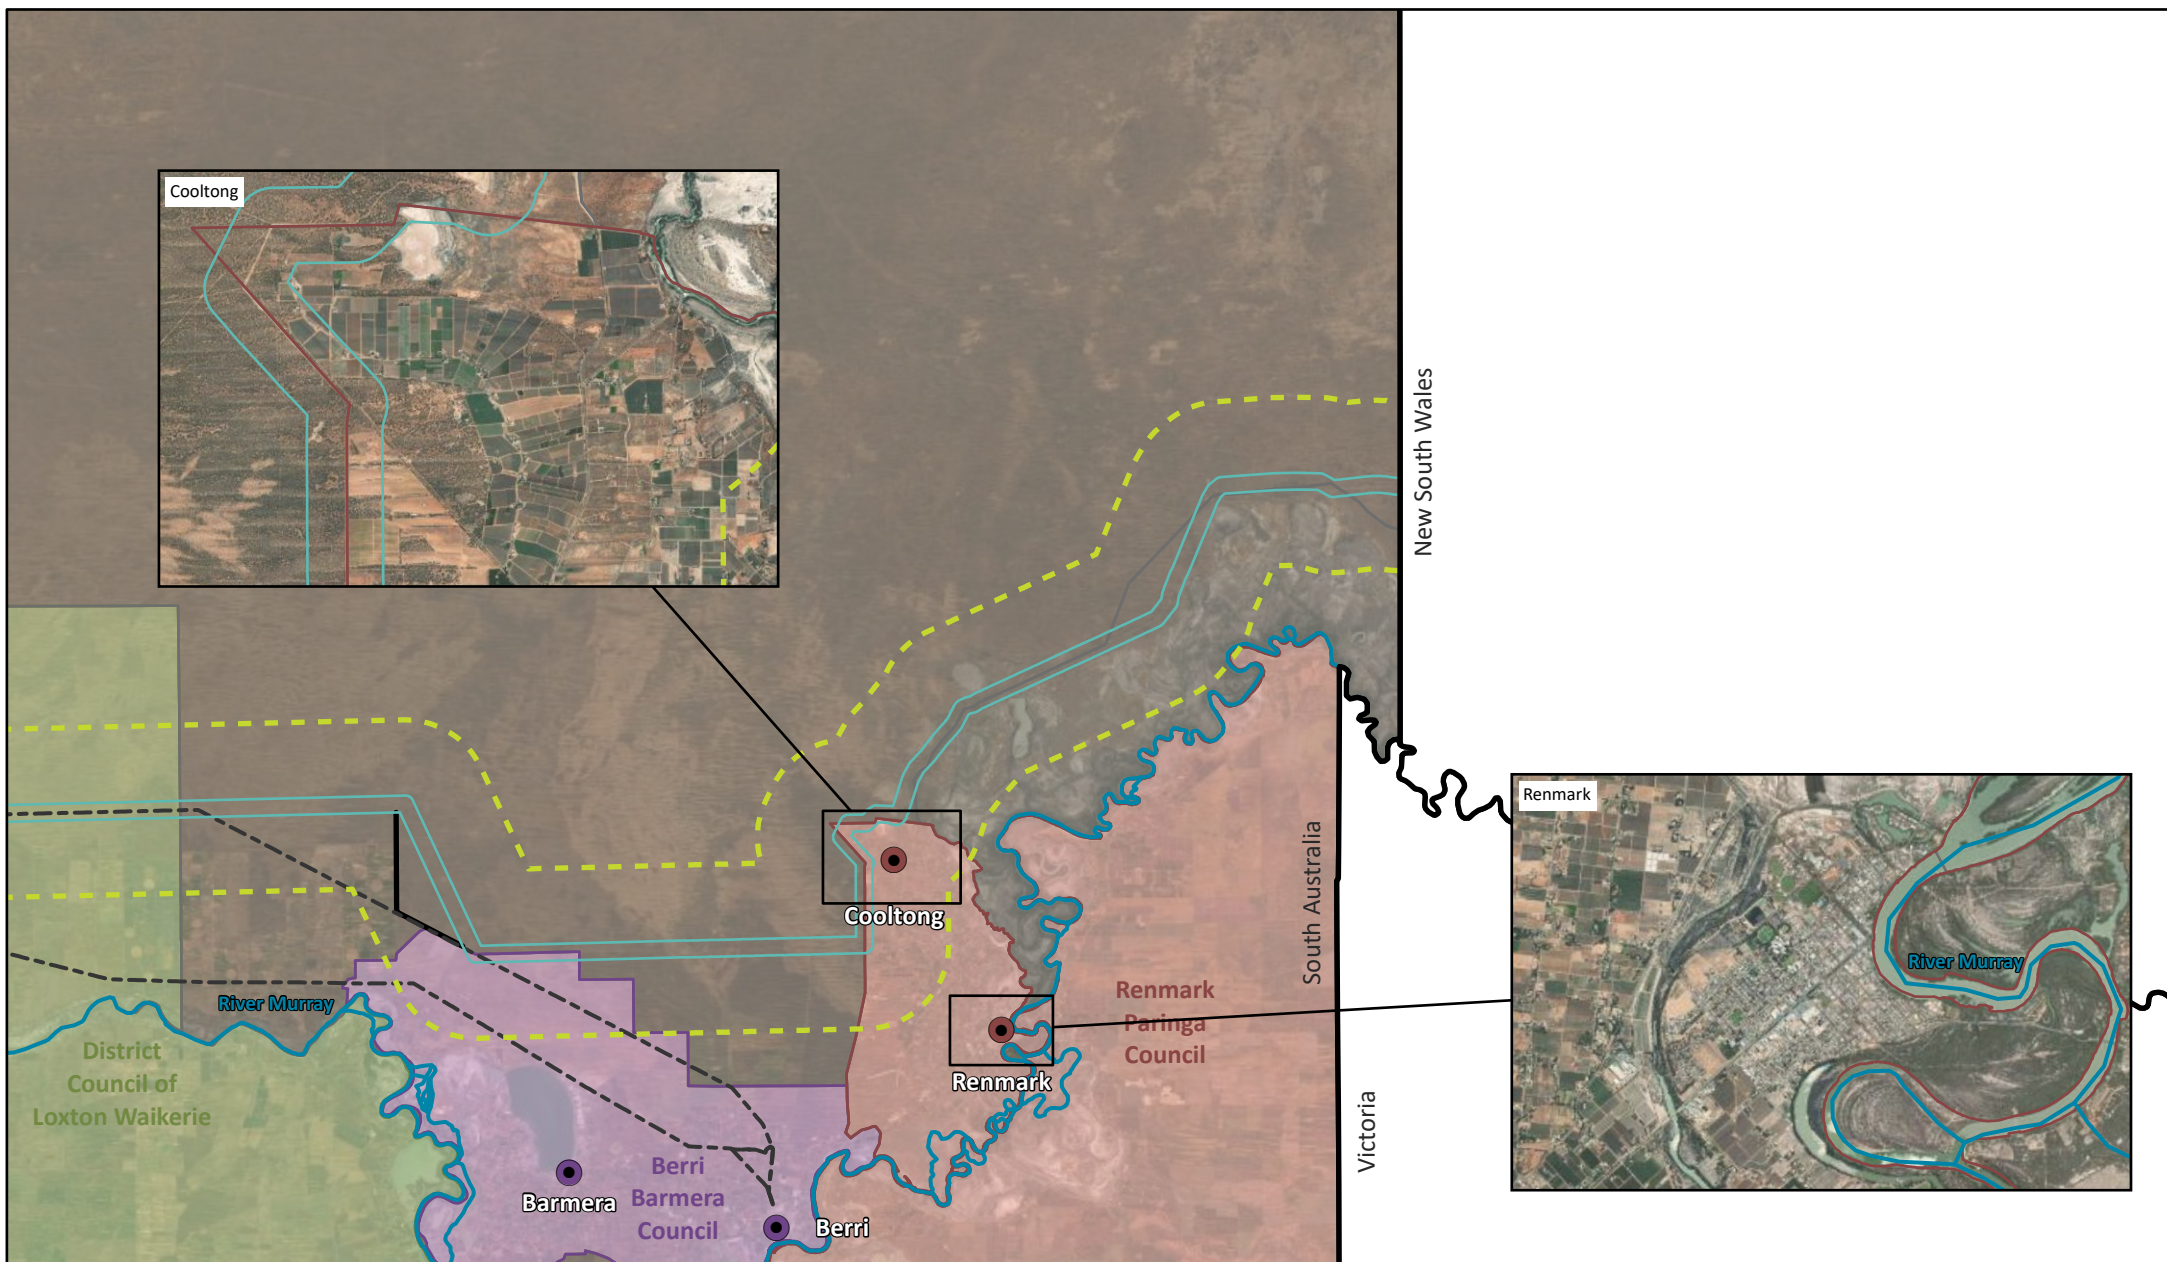 Cooltong
New South Wales
Renmark
South Australia
Cooltong
River Murray
River Murray
Renmark
Paringa
Council
District
Council of
Loxton Waikerie
Renmark
Victoria
Berri
Barmera
Council
Barmera
Berri